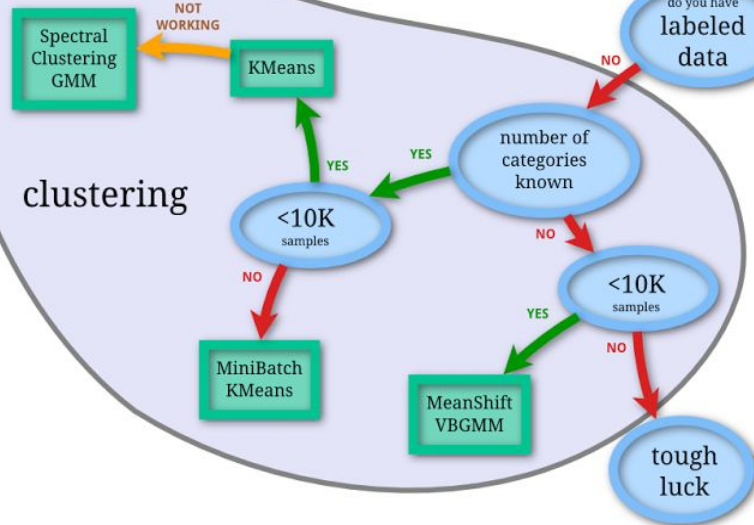 NOT
WORKING
Spectral
Clustering
GMM
KMeans
do you have
labeled
data
NO
number of
categories
known
YES
YES
clustering
<10K
samples
NO
NO
<10K
samples
YES
NO
MiniBatch
KMeans
MeanShift
VBGMM
tough
luck